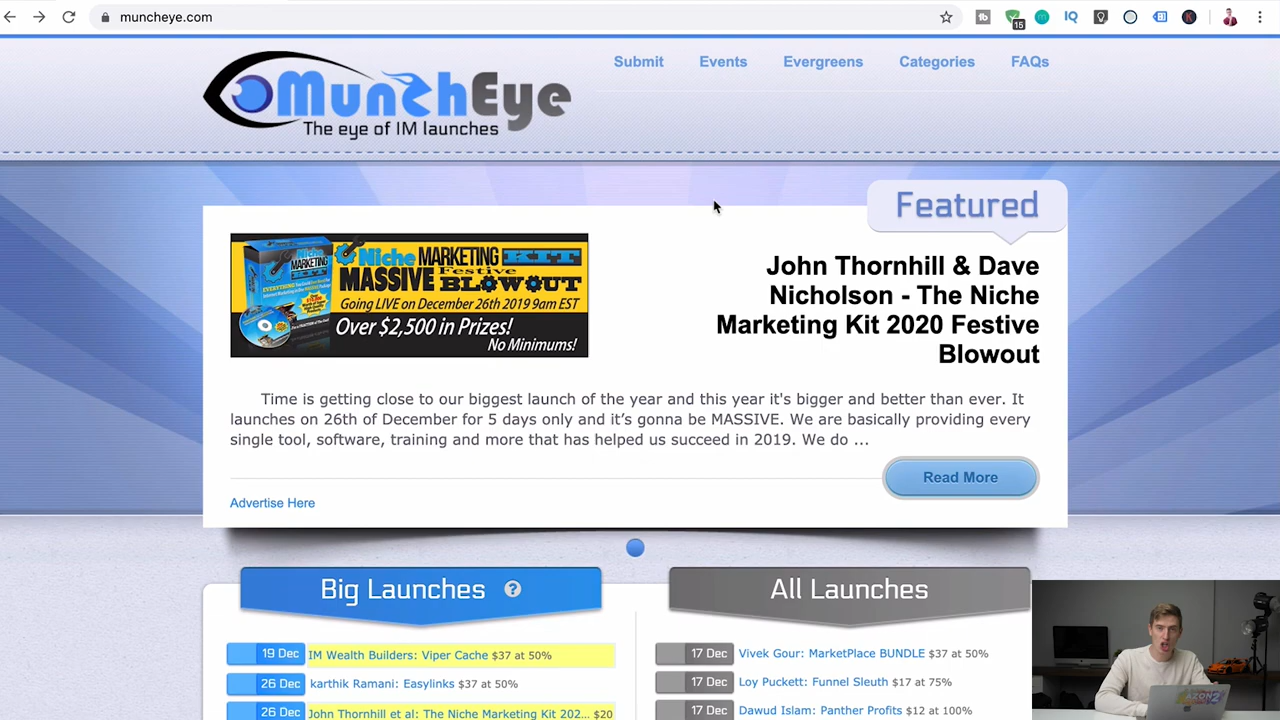 muncheye.com
15
IQ
MunchEye
The eye of IM launches
Submit
Events
Evergreens
Categories
FAQs
Featured
Niche MARKETING KIT
MASSIVE Festive BLOWOUT
Going LIVE on December 26th 2019 9am EST
Over $2,500 in Prizes!
No Minimums!
John Thornhill & Dave
Nicholson - The Niche
Marketing Kit 2020 Festive
Blowout
Time is getting close to our biggest launch of the year and this year it's bigger and better than ever. It
launches on 26th of December for 5 days only and it’s gonna be MASSIVE. We are basically providing every
single tool, software, training and more that has helped us succeed in 2019. We do ...
Read More
Advertise Here
Big Launches ?
19 Dec IM Wealth Builders: Viper Cache $37 at 50%
26 Dec karthik Ramani: Easylinks $37 at 50%
26 Dec John Thornhill et al: The Niche Marketing Kit 202... $20
All Launches
17 Dec Vivek Gour: MarketPlace BUNDLE $37 at 50%
17 Dec Loy Puckett: Funnel Sleuth $17 at 75%
17 Dec Dawud Islam: Panther Profits $12 at 100%